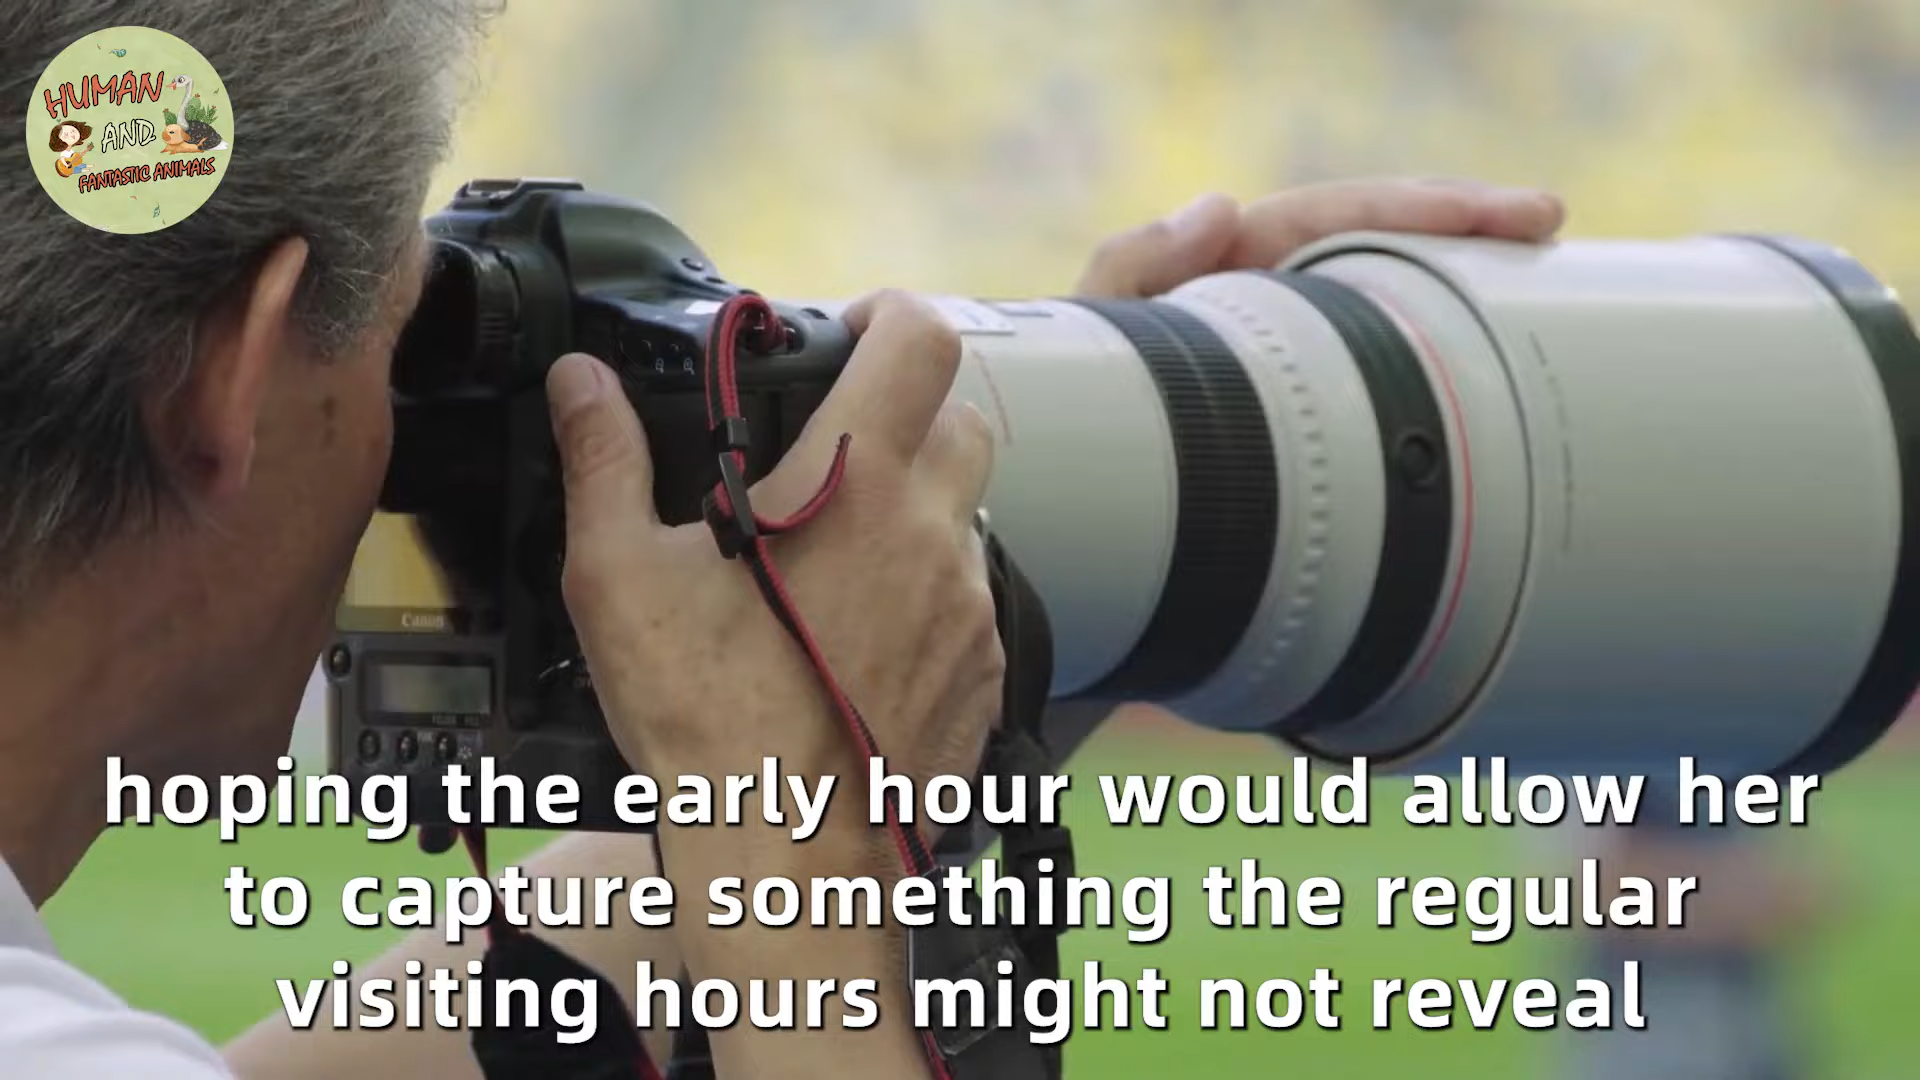 HUMAN
AND
FANTASTIC ANIMALS
Canon
hoping the early hour would allow her
to capture something the regular
visiting hours might not reveal